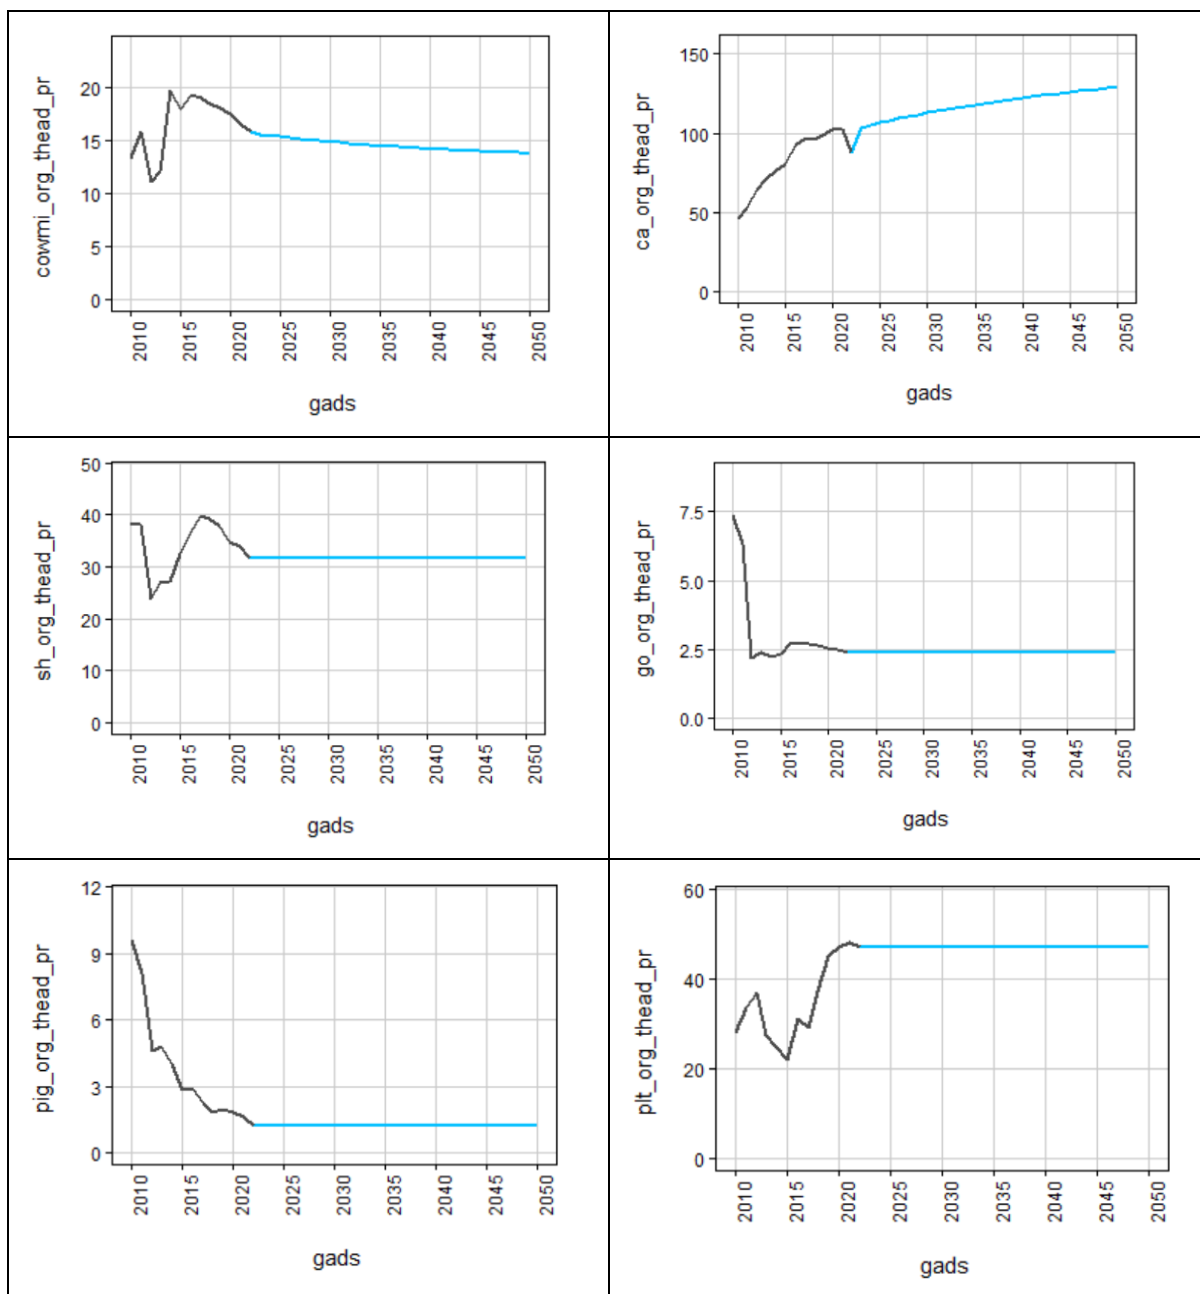 cowmi_org_thead_pr
20
15
10
5
0
2010 2015 2020 2025 2030 2035 2040 2045 2050
gads
ca_org_thead_pr
150
100
50
0
2010 2015 2020 2025 2030 2035 2040 2045 2050
gads
sh_org_thead_pr
50
40
30
20
10
0
2010 2015 2020 2025 2030 2035 2040 2045 2050
gads
go_org_thead_pr
7.5
5.0
2.5
0.0
2010 2015 2020 2025 2030 2035 2040 2045 2050
gads
pig_org_thead_pr
12
9
6
3
0
2010 2015 2020 2025 2030 2035 2040 2045 2050
gads
plt_org_thead_pr
60
40
20
0
2010 2015 2020 2025 2030 2035 2040 2045 2050
gads